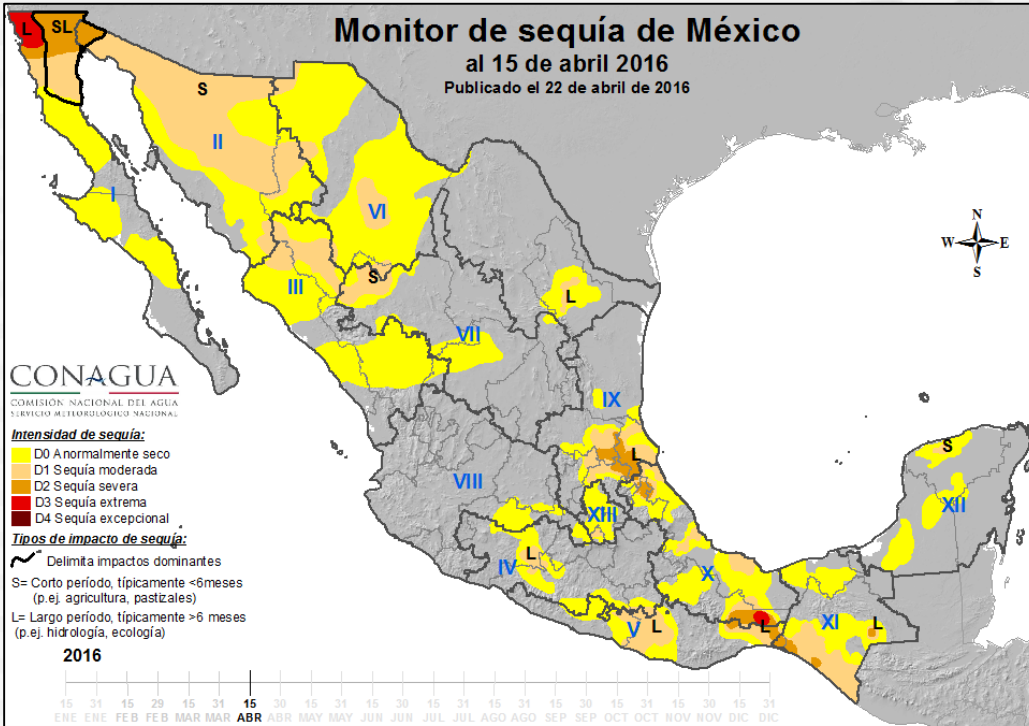 Monitor de sequía de México
al 15 de abril 2016
Publicado el 22 de abril de 2016
L
SL
S
II
I
VI
III
S
L
VII
N
W E
S
IX
L
VIII
XIII
S
XII
L
IV
X
V
L
L
XI
L
CONAGUA
COMISIÓN NACIONAL DEL AGUA
SERVICIO METEOROLÓGICO NACIONAL
Intensidad de sequía:
D0 Anormalmente seco
D1 Sequía moderada
D2 Sequía severa
D3 Sequía extrema
D4 Sequía excepcional
Tipos de impacto de sequía:
Delimita impactos dominantes
S= Corto período, típicamente <6meses
(p.ej. agricultura, pastizales)
L= Largo período, típicamente >6 meses
(p.ej. hidrología, ecología)
2016
15 31 15 29 15 31 15 30 15 31 15 30 15 31 15 31 15 30 15 31 15 30 15 31
ENE ENE FEB FEB MAR MAR ABR ABR MAY MAY JUN JUN JUL JUL AGO AGO SEP SEP OCT OCT NOV NOV DIC DIC